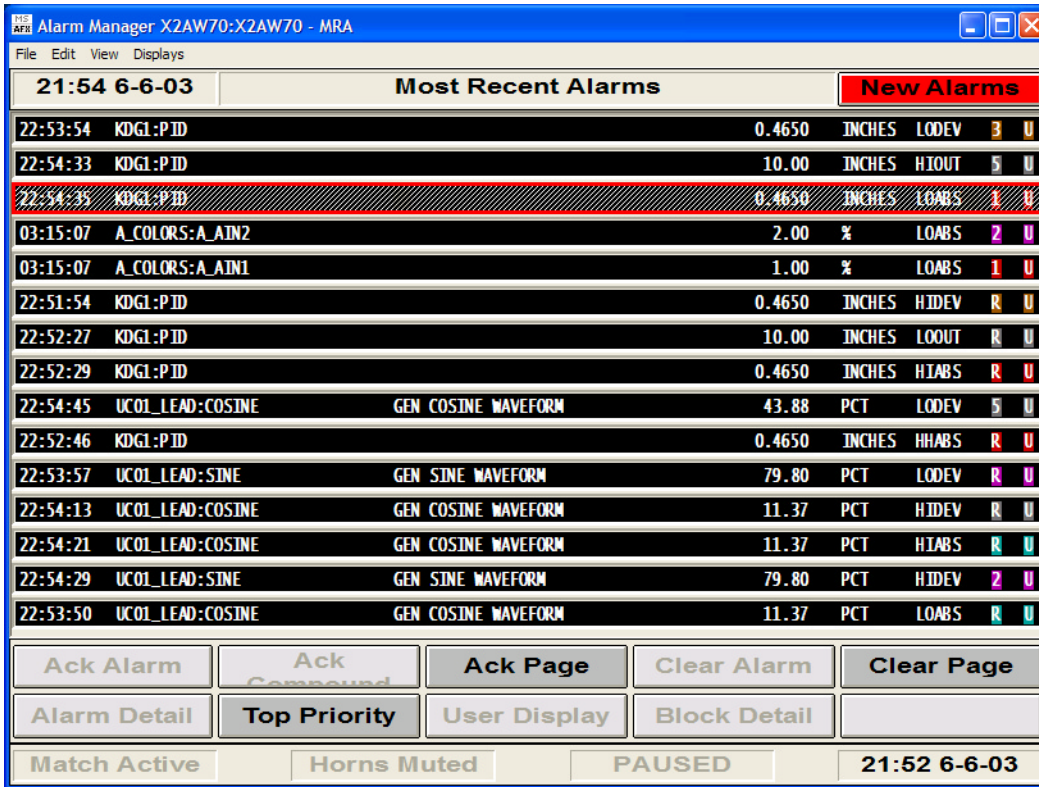 MS AFX Alarm Manager X2AW70:X2AW70 - MRA
File Edit View Displays
21:54 6-6-03 Most Recent Alarms New Alarms
22:53:54 KDG1:PID 0.4650 INCHES LODEV 3 U
22:54:33 KDG1:PID 10.00 INCHES HIOUT 5 U
22:54:35 KDG1:PID 0.4650 INCHES LOABS 1 U
03:15:07 A_COLORS:A_AIN2 2.00 % LOABS 2 U
03:15:07 A_COLORS:A_AIN1 1.00 % LOABS 1 U
22:51:54 KDG1:PID 0.4650 INCHES HIDEV R U
22:52:27 KDG1:PID 10.00 INCHES LOOUT R U
22:52:29 KDG1:PID 0.4650 INCHES HIABS R U
22:54:45 UC01_LEAD:COSINE GEN COSINE WAVEFORM 43.88 PCT LODEV 5 U
22:52:46 KDG1:PID 0.4650 INCHES HHABS R U
22:53:57 UC01_LEAD:SINE GEN SINE WAVEFORM 79.80 PCT LODEV R U
22:54:13 UC01_LEAD:COSINE GEN COSINE WAVEFORM 11.37 PCT HIDEV R U
22:54:21 UC01_LEAD:COSINE GEN COSINE WAVEFORM 11.37 PCT HIABS R U
22:54:29 UC01_LEAD:SINE GEN SINE WAVEFORM 79.80 PCT HIDEV 2 U
22:53:50 UC01_LEAD:COSINE GEN COSINE WAVEFORM 11.37 PCT LOABS R U
Ack Alarm Ack Compound Ack Page Clear Alarm Clear Page
Alarm Detail Top Priority User Display Block Detail
Match Active Horns Muted PAUSED 21:52 6-6-03